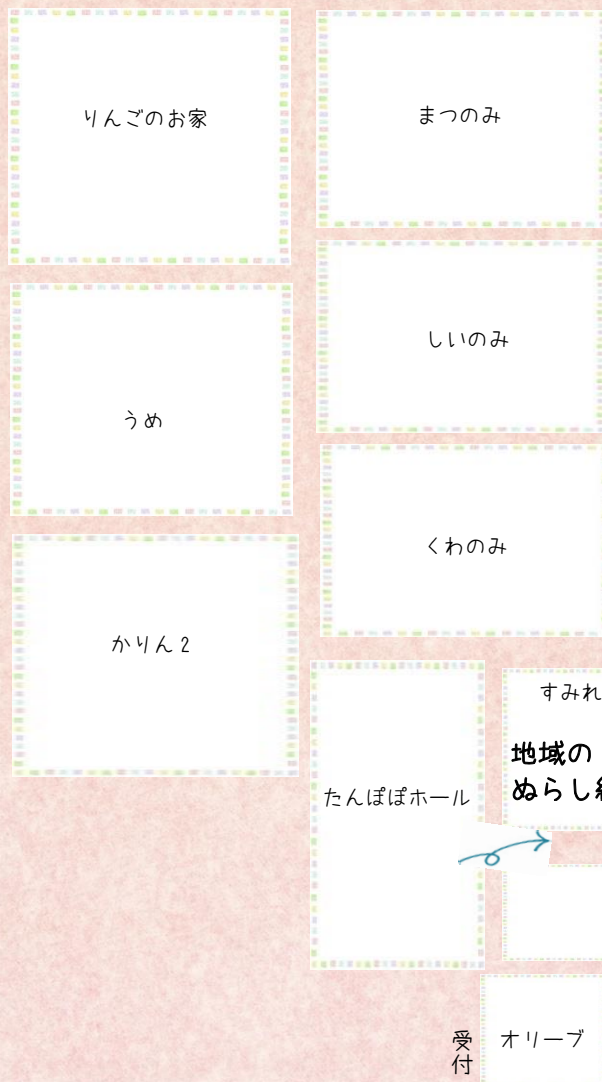 りんごのお家
まつのみ
しいのみ
うめ
くわのみ
かりん2
すみれ
地域の
ぬらし
たんぽぽホール
受付
オリーブ